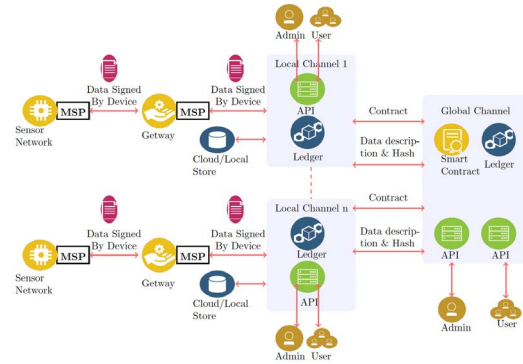 Admin
User
Local Channel 1
Data Signed
By Device
Data Signed
By Device
MSP
MSP
API
Sensor
Network
Getway
Cloud/Local
Store
Ledger
Contract
Data descrip-
tion & Hash
Global Channel
Smart
Contract
Ledger
Contract
Data descrip-
tion & Hash
API
API
Admin
User
Local Channel n
Data Signed
By Device
Data Signed
By Device
MSP
MSP
Ledger
Sensor
Network
Getway
Cloud/Local
Store
API
Admin
User